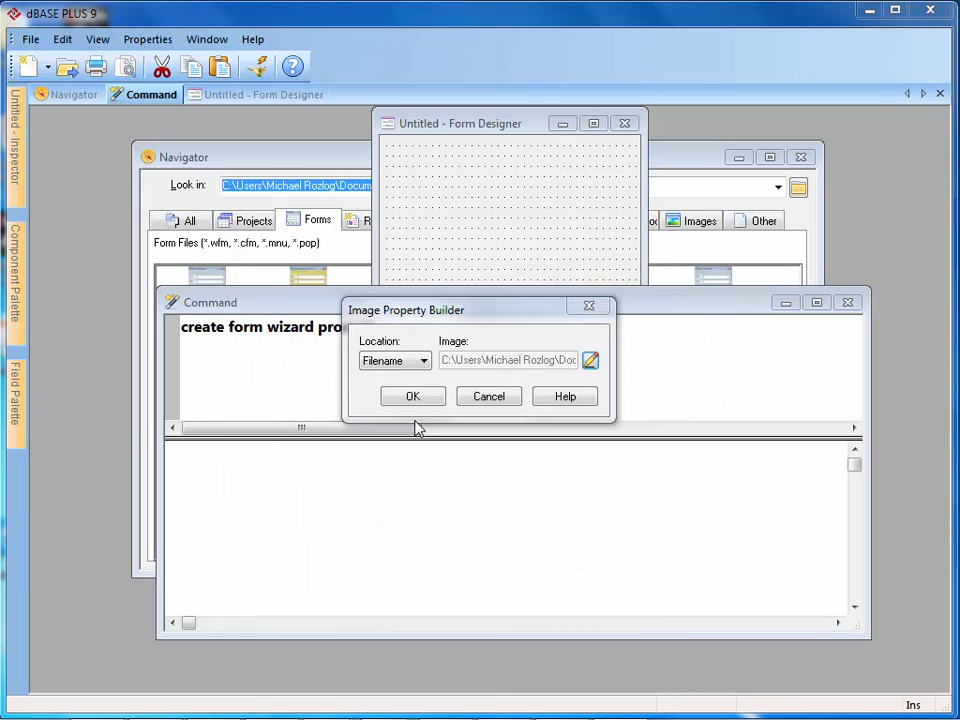 dBASE PLUS 9
File Edit View Properties Window Help
Navigator Command Untitled - Form Designer
Untitled - Inspector
Component Palette
Field Palette
Untitled - Form Designer
Navigator
Look in: C:\Users\Michael Rozlog\Docum
All Projects Forms Images Other
Form Files (*.wfm, *.cfm, *.mnu, *.pop)
Command
create form wizard pro
Image Property Builder
Location: Image:
Filename C:\Users\Michael Rozlog\Doc
OK Cancel Help
Ins